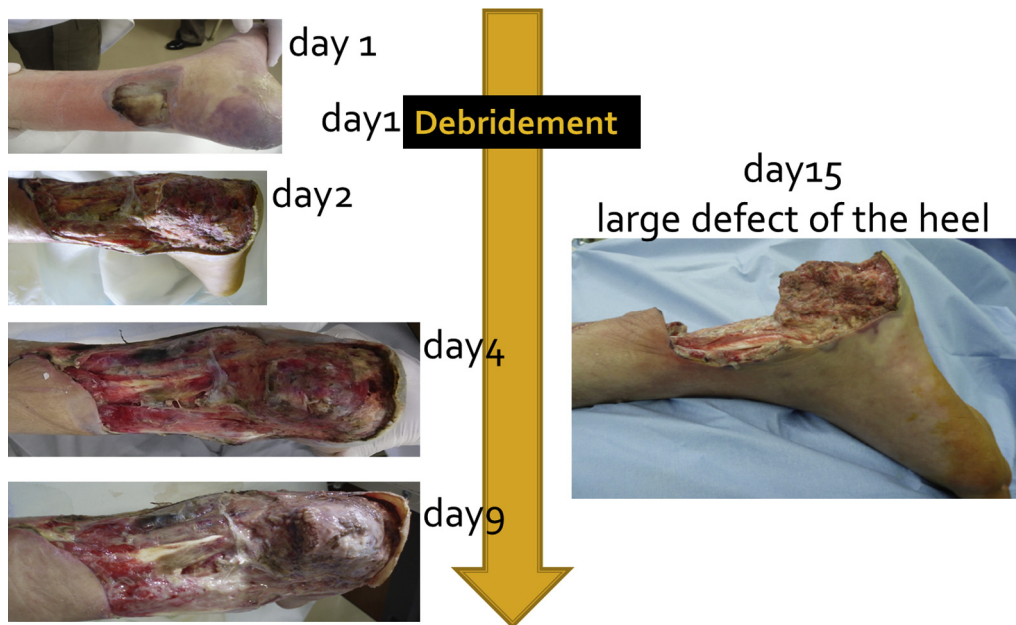 day 1
day1
Debridement
day2
day4
day9
day15
large defect of the heel